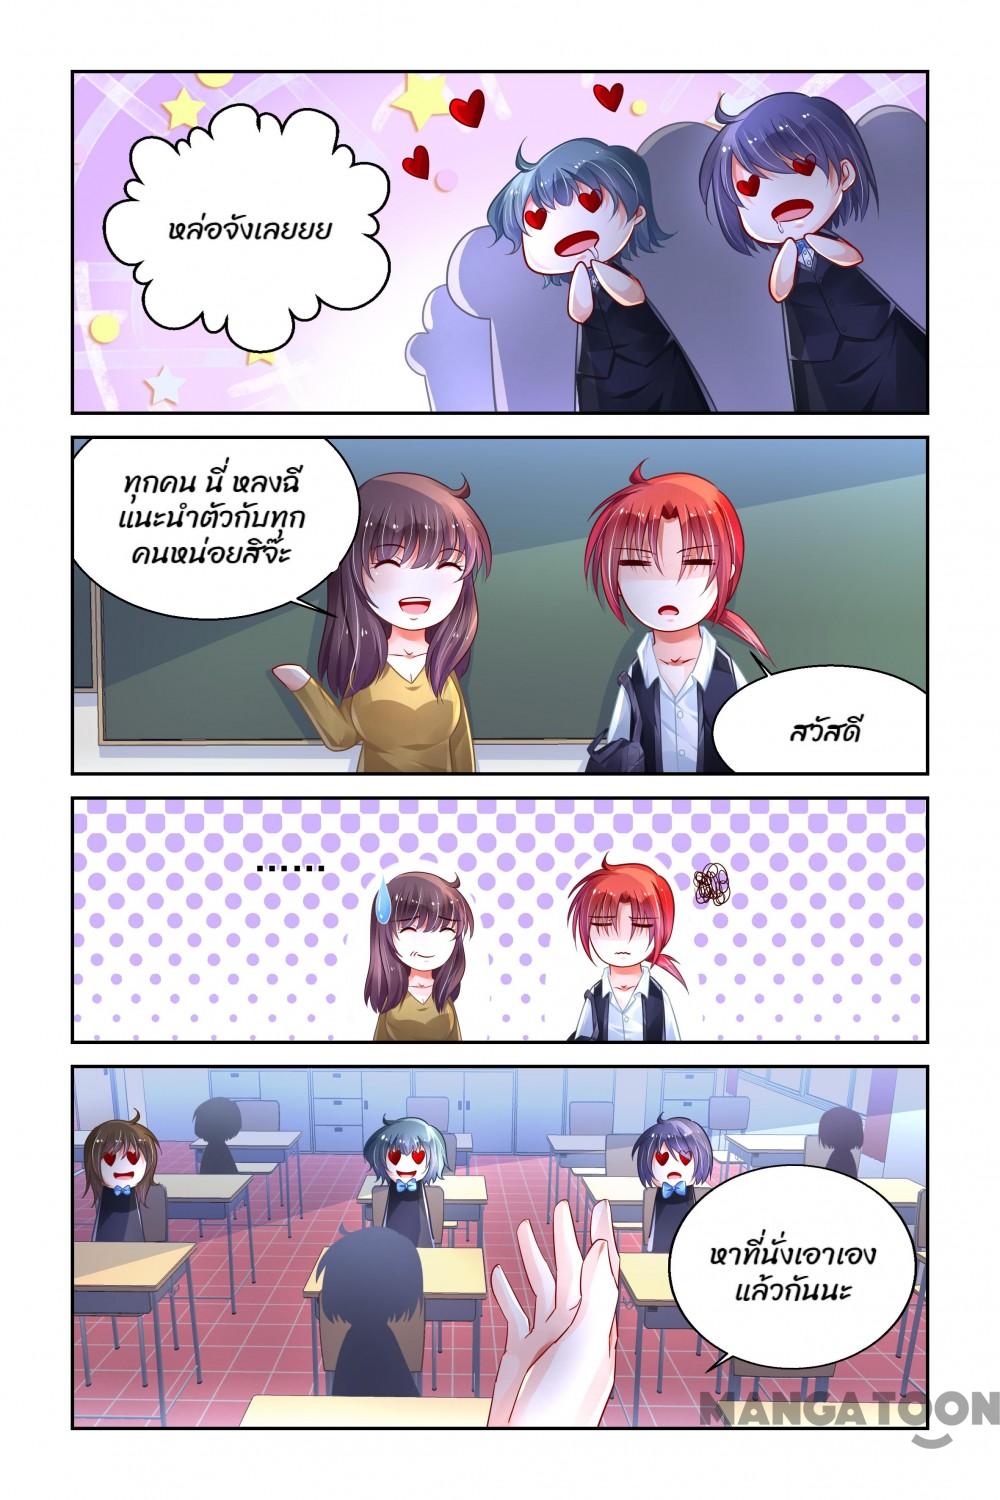 หล่อจังเลยยย
ทุกคน นี่ หลงฉี
แนะนำตัวกับทุก
คนหน่อยสิจ๊ะ
สวัสดี
......
หาที่นั่งเอาเอง
แล้วกันนะ
MANGATOON